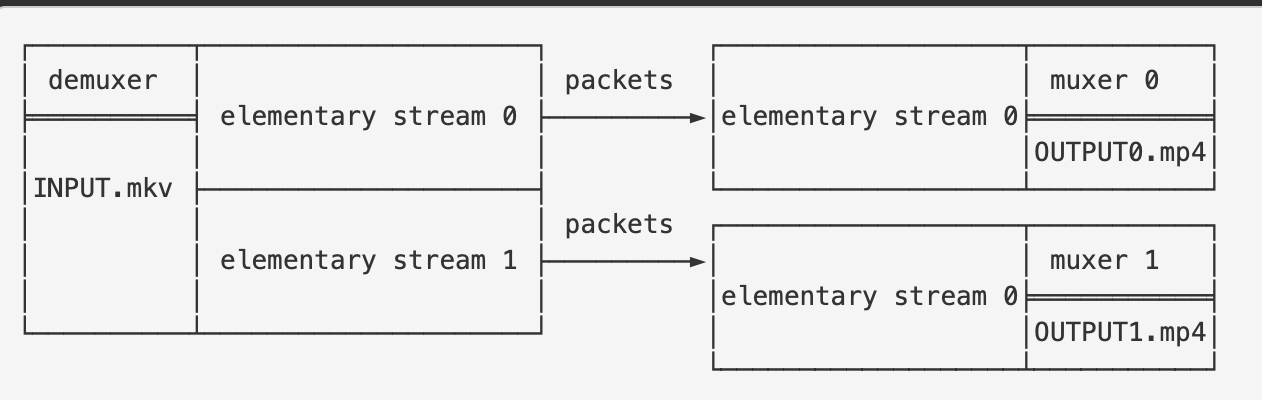 demuxer
INPUT.mkv
elementary stream 0
elementary stream 1
packets
packets
elementary stream 0
muxer 0
OUTPUT0.mp4
elementary stream 0
muxer 1
OUTPUT1.mp4